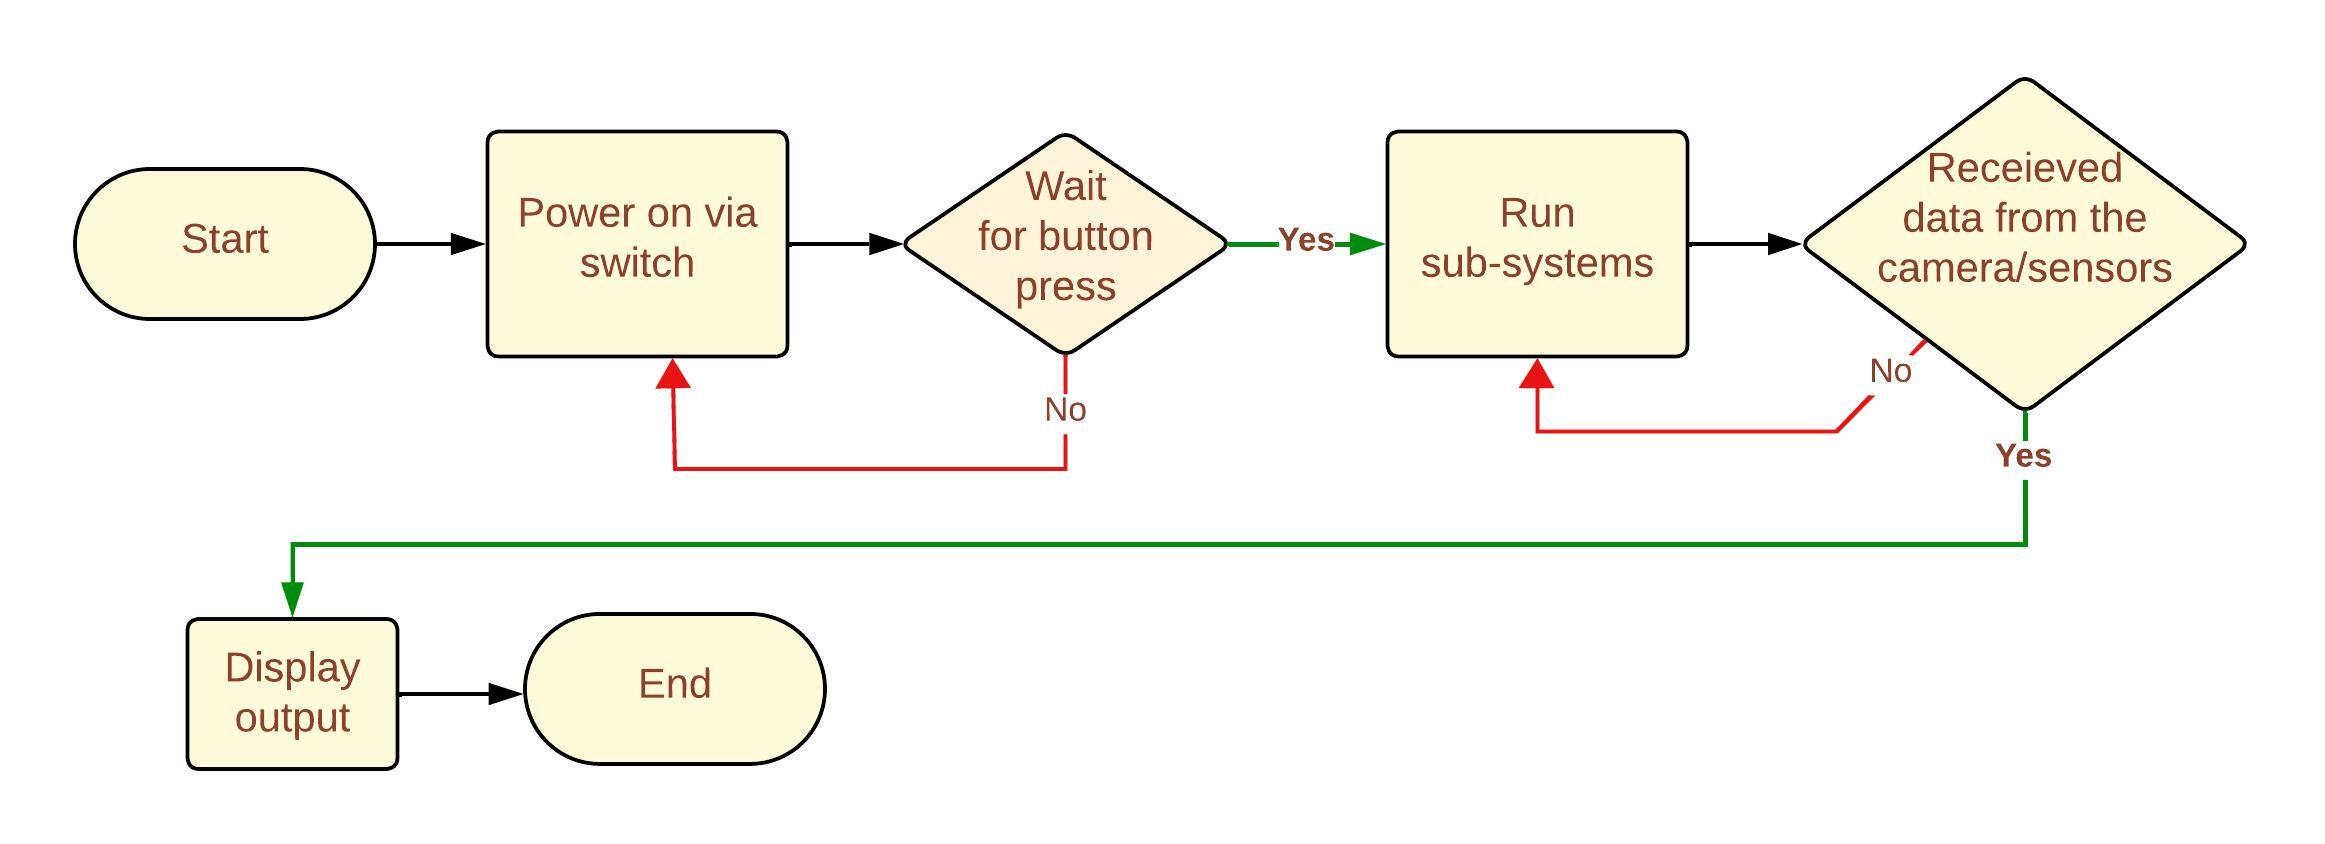 Start
Power on via
switch
Wait
for button
press
Yes
No
Run
sub-systems
Receieved
data from the
camera/sensors
No
Yes
Display
output
End